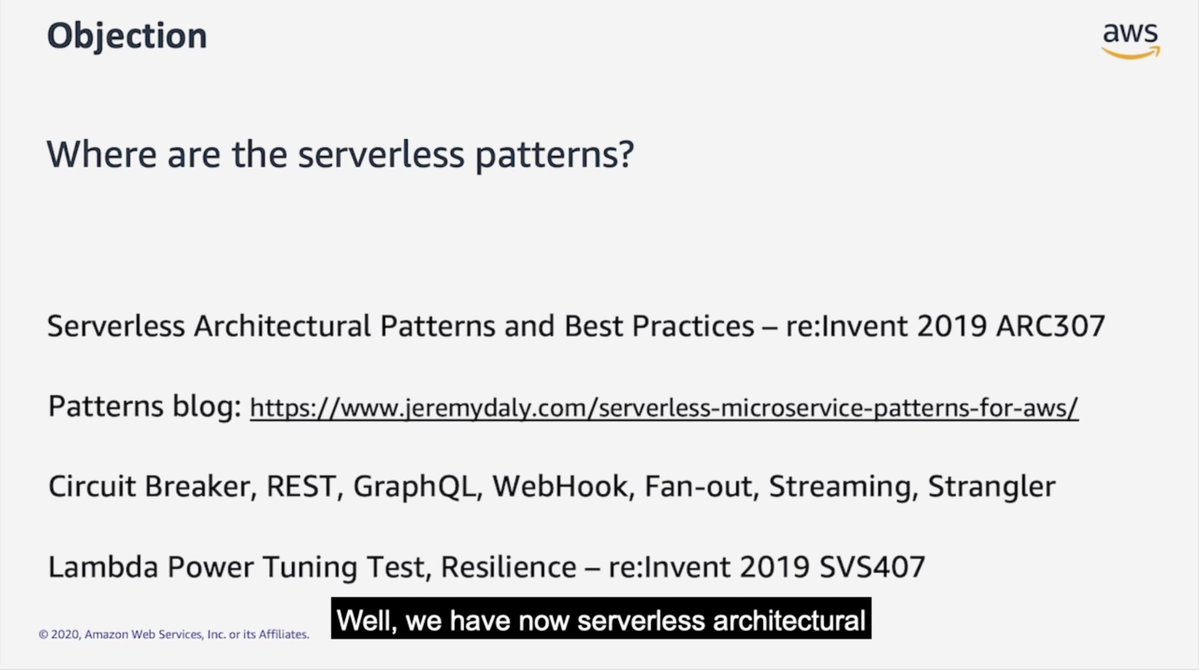 Objection
aws
Where are the serverless patterns?
Serverless Architectural Patterns and Best Practices – re:Invent 2019 ARC307
Patterns blog: https://www.jeremydaly.com/serverless-microservice-patterns-for-aws/
Circuit Breaker, REST, GraphQL, WebHook, Fan-out, Streaming, Strangler
Lambda Power Tuning Test, Resilience – re:Invent 2019 SVS407
Well, we have now serverless architectural
© 2020, Amazon Web Services, Inc. or its Affiliates.